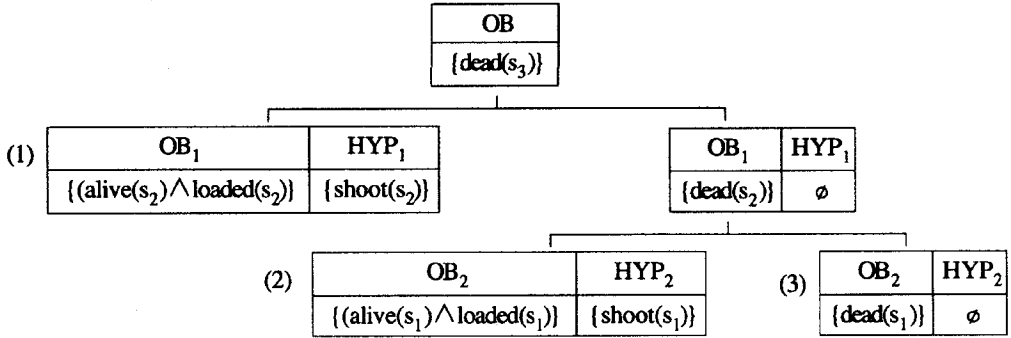 OB
{dead(s₃)}
(1) OB₁ HYP₁ OB₁ HYP₁
{(alive(s₂)∧loaded(s₂)} {shoot(s₂)} {dead(s₂)} ø
(2) OB₂ HYP₂ (3) OB₂ HYP₂
{(alive(s₁)∧loaded(s₁)} {shoot(s₁)} {dead(s₁)} ø